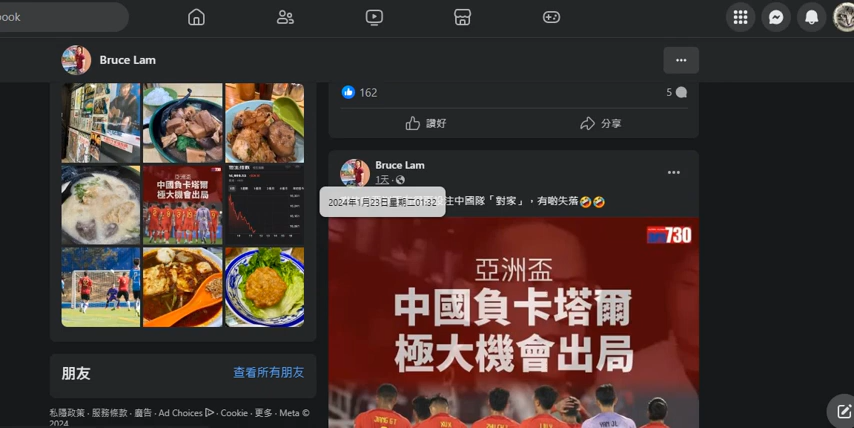 ook
Bruce Lam
...
162
5
讚好
分享
Bruce Lam
1天 ·
2024年1月23日星期二01:32
注中國隊「對家」，有啲失落🤣🤣
730
亞洲盃
中國負卡塔爾
極大機會出局
亞洲盃
中國負卡塔爾
極大機會出局
朋友
查看所有朋友
私隱政策 · 服務條款 · 廣告 · Ad Choices · Cookie · 更多 · Meta ©
2024